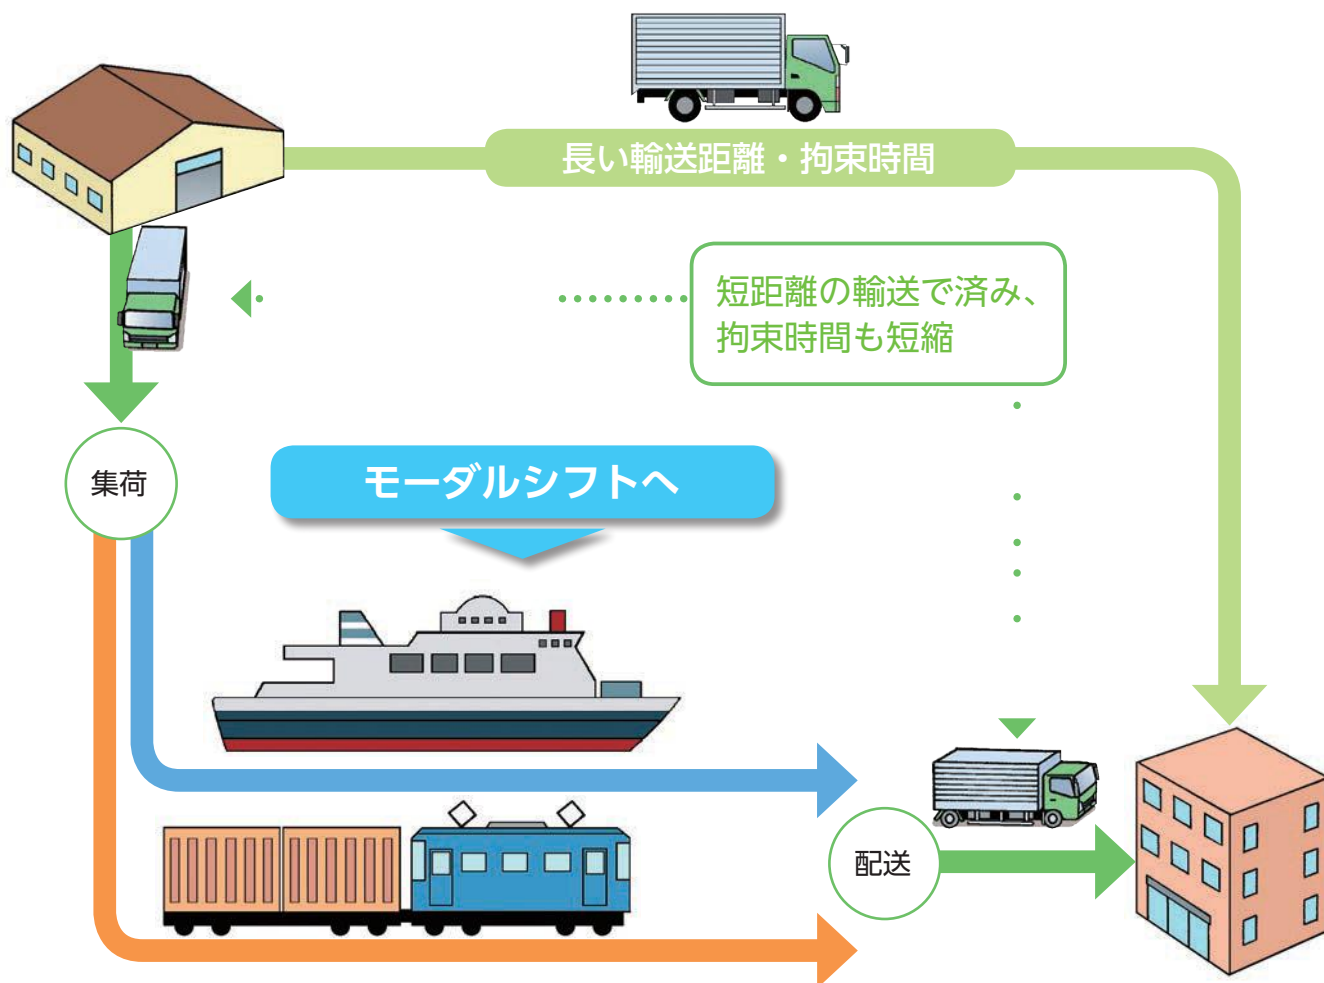 長い輸送距離・拘束時間
短距離の輸送で済み、
拘束時間も短縮
集荷
モーダルシフトへ
配送